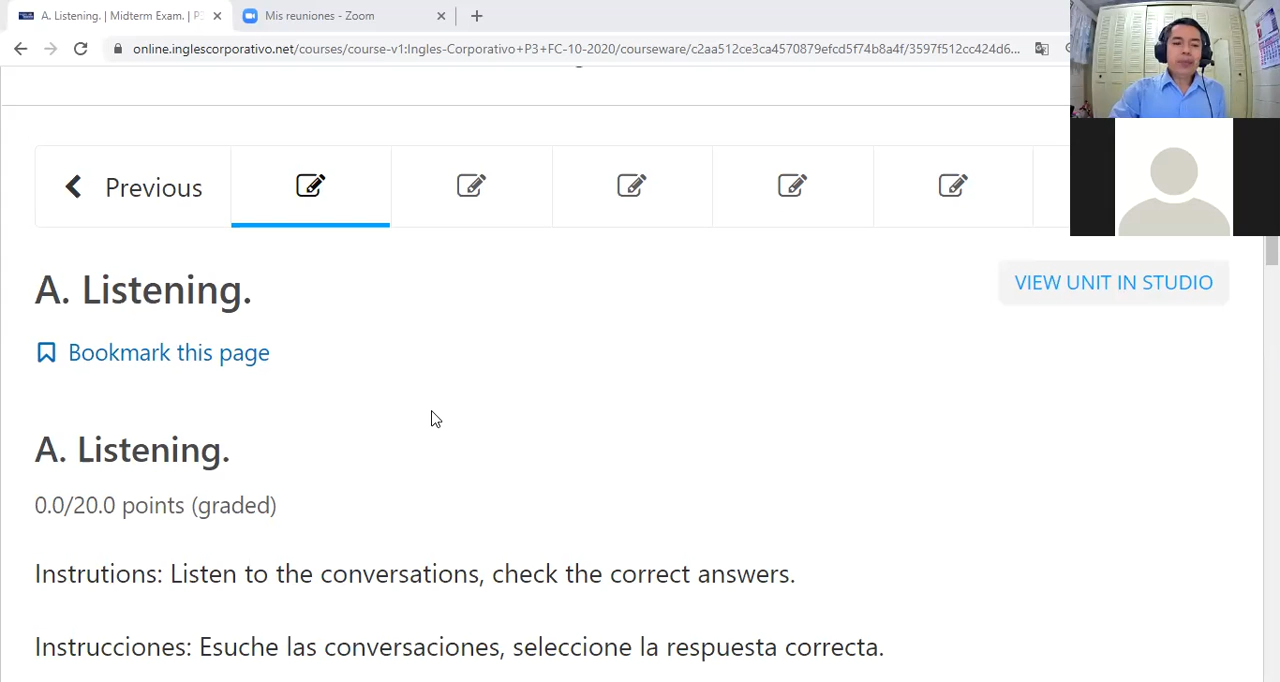 A. Listening. | Midterm Exam. | P3
Mis reuniones - Zoom
online.inglescorporativo.net/courses/course-v1:Ingles-Corporativo+P3+FC-10-2020/courseware/c2aa512ce3ca4570879efcd5f74b8a4f/3597f512cc424d6...
Previous
A. Listening.
VIEW UNIT IN STUDIO
Bookmark this page
A. Listening.
0.0/20.0 points (graded)
Instrutions: Listen to the conversations, check the correct answers.
Instrucciones: Esuche las conversaciones, seleccione la respuesta correcta.